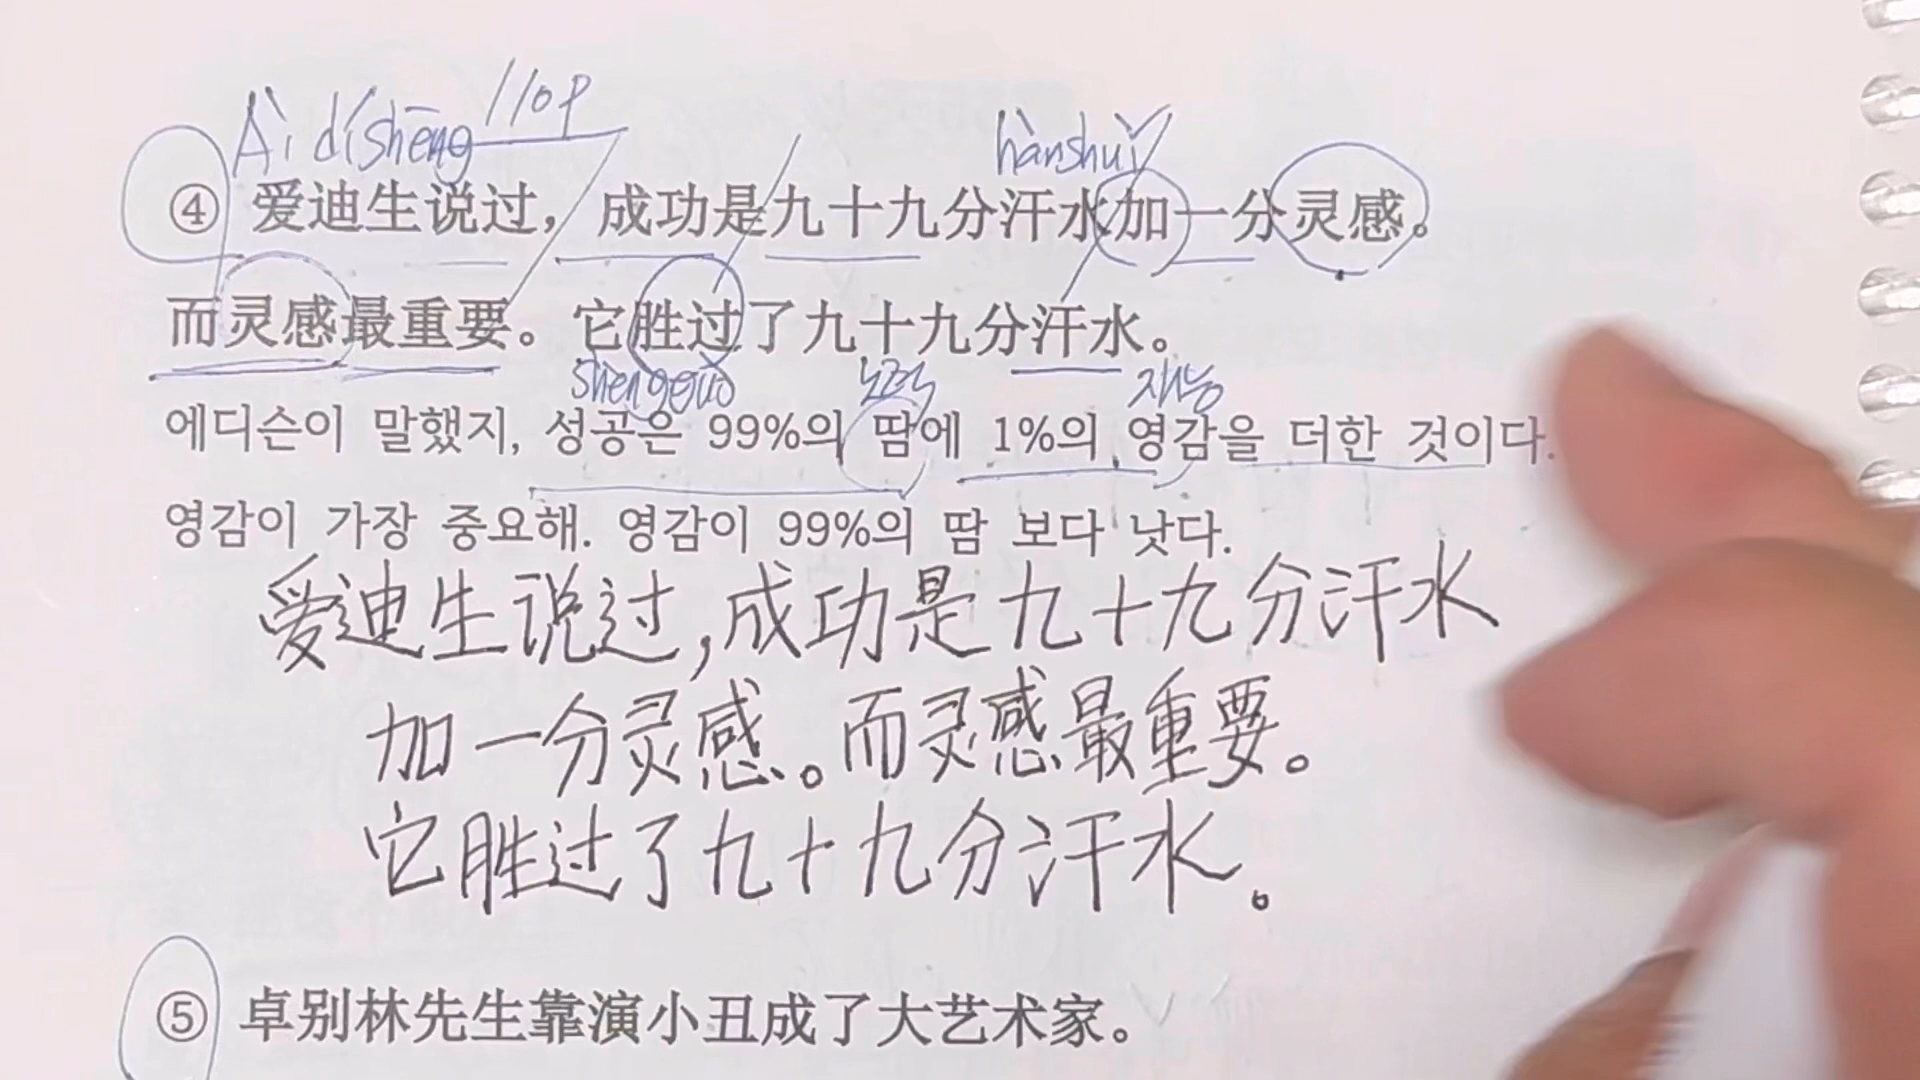 Àidíshēng 110p
hànshuǐ
④ 爱迪生说过，成功是九十九分汗水加一分灵感。
而灵感最重要。它胜过了九十九分汗水。
shèngguò 노력 재능
에디슨이 말했지, 성공은 99%의 땀에 1%의 영감을 더한 것이다.
영감이 가장 중요해. 영감이 99%의 땀 보다 낫다.
爱迪生说过,成功是九十九分汗水
加一分灵感。而灵感最重要。
它胜过了九十九分汗水。
⑤ 卓别林先生靠演小丑成了大艺术家。